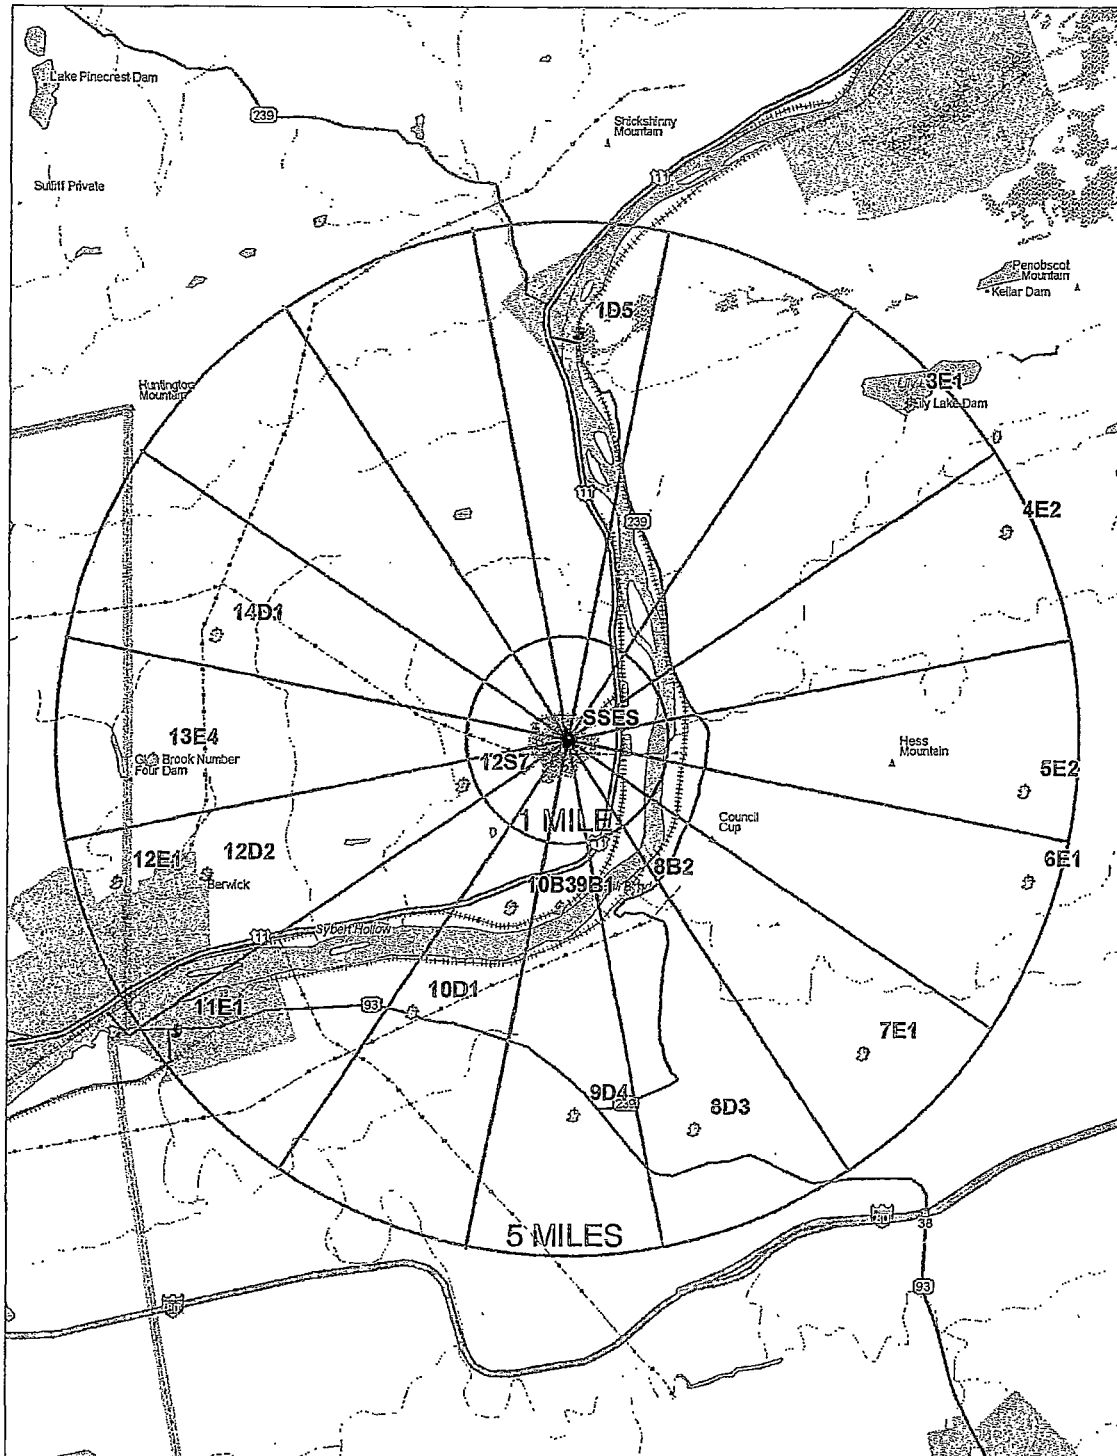 Lake Pinecrest Dam
239
Shickshinny
Mountain
11
Sutliff Private
Penobscot
Mountain
Kellar Dam
1D5
Huntington
Mountain
3E1
Lily Lake Dam
11
239
4E2
14D1
SSES
13E4
Number
Four Dam
12S7
Hess
Mountain
5E2
1 MILE
Council
Cup
11
12E1
12D2
8B2
6E1
Berwick
10B3
9B1
Sybert Hollow
11
10D1
11E1
93
7E1
9D4
239
8D3
5 MILES
80
38
93
80